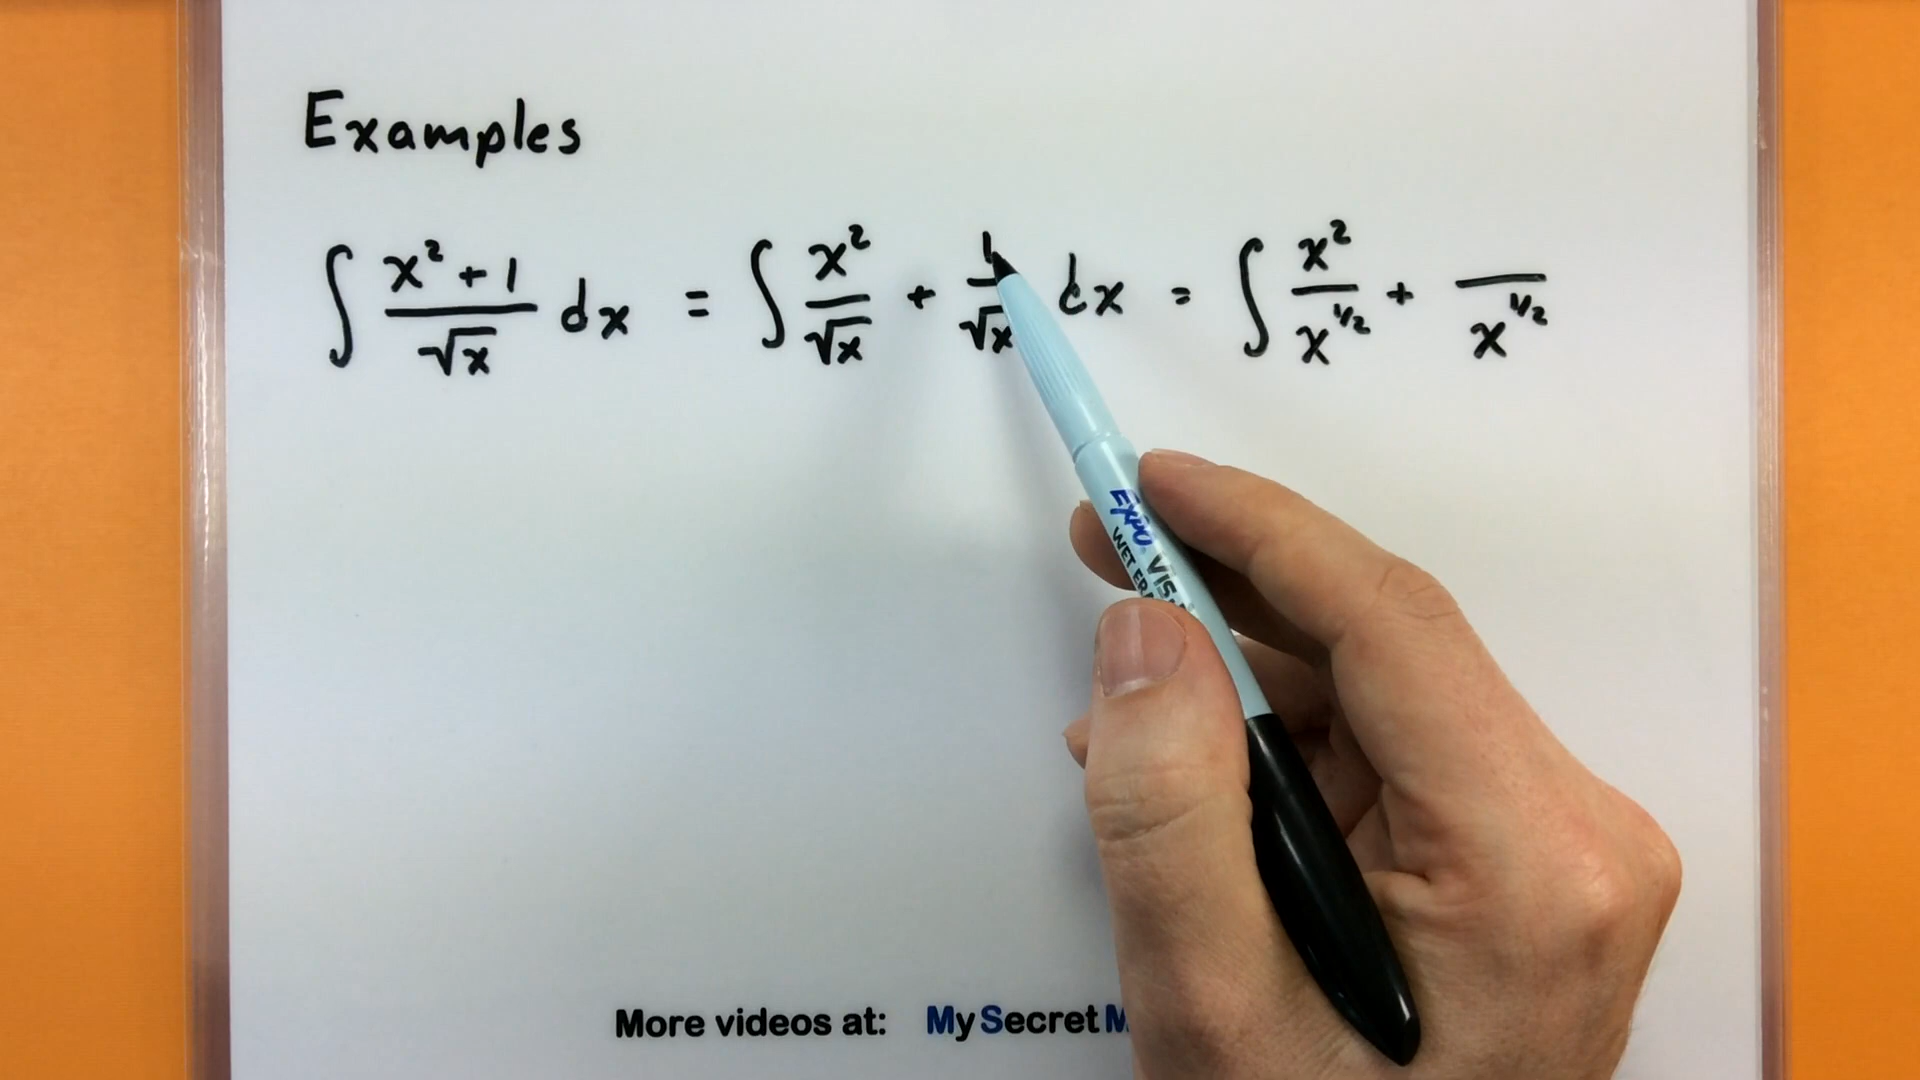 Examples
∫ x² + 1 / √x dx = ∫ x² / √x + 1 / √x dx = ∫ x² / x^1/2 + / x^1/2
EXPO VIS
WET ER
More videos at: MySecret